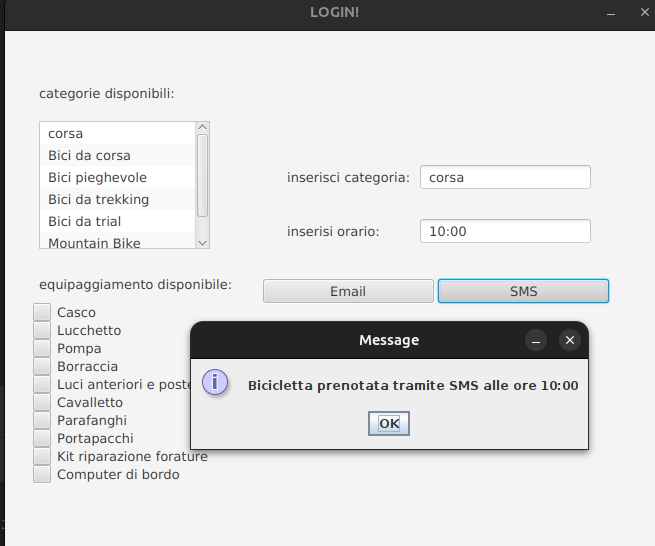 LOGIN!
categorie disponibili:
corsa
Bici da corsa
Bici pieghevole
Bici da trekking
Bici da trial
Mountain Bike
inserisci categoria: corsa
inserisi orario: 10:00
equipaggiamento disponibile:
Email SMS
Casco
Lucchetto
Pompa
Borraccia
Luci anteriori e poste
Cavalletto
Parafanghi
Portapacchi
Kit riparazione forature
Computer di bordo
Message
Bicicletta prenotata tramite SMS alle ore 10:00
OK